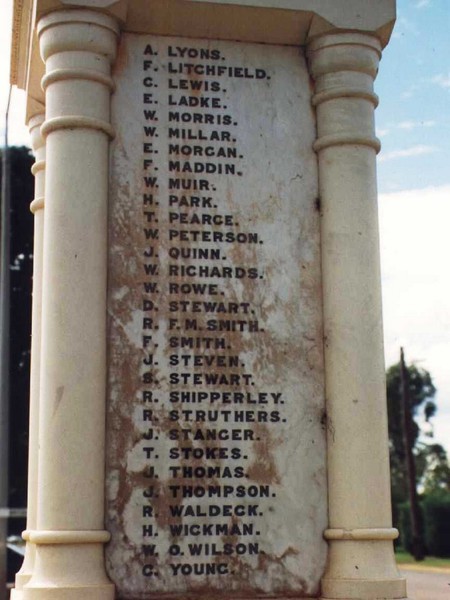 A. LYONS.
F. LITCHFIELD.
C. LEWIS.
E. LADKE.
W. MORRIS.
W. MILLAR.
E. MORGAN.
F. MADDIN.
W. MUIR.
H. PARK.
T. PEARCE.
W. PETERSON.
J. QUINN.
W. RICHARDS.
W. ROWE.
D. STEWART.
R. F.M. SMITH.
F. SMITH.
J. STEVEN.
S. STEWART.
R. SHIPPERLEY.
R. STRUTHERS.
J. STANGER.
T. STOKES.
J. THOMAS.
J. THOMPSON.
R. WALDECK.
H. WICKMAN.
W. O. WILSON.
C. YOUNG.